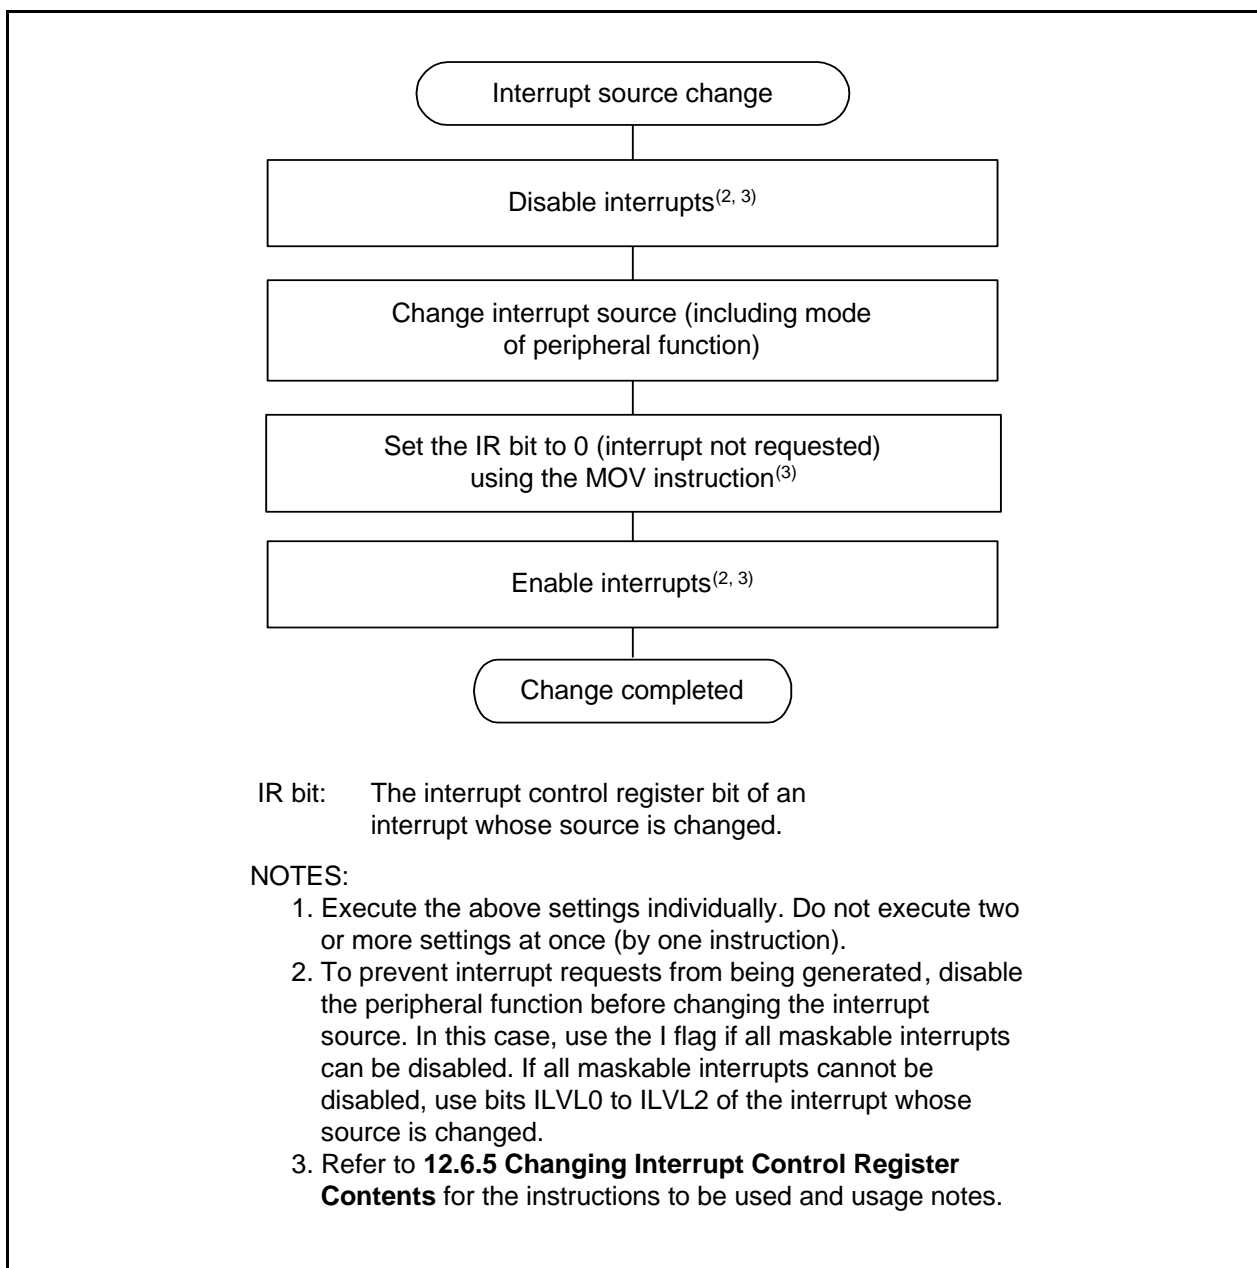 Interrupt source change
Disable interrupts(2, 3)
Change interrupt source (including mode
of peripheral function)
Set the IR bit to 0 (interrupt not requested)
using the MOV instruction(3)
Enable interrupts(2, 3)
Change completed
IR bit: The interrupt control register bit of an
interrupt whose source is changed.
NOTES:
1. Execute the above settings individually. Do not execute two
or more settings at once (by one instruction).
2. To prevent interrupt requests from being generated, disable
the peripheral function before changing the interrupt
source. In this case, use the I flag if all maskable interrupts
can be disabled. If all maskable interrupts cannot be
disabled, use bits ILVL0 to ILVL2 of the interrupt whose
source is changed.
3. Refer to 12.6.5 Changing Interrupt Control Register
Contents for the instructions to be used and usage notes.